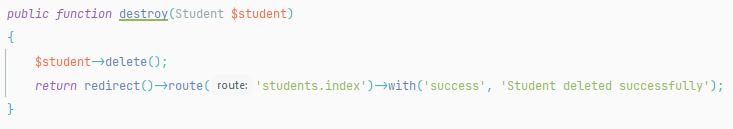 public function destroy(Student $student)
{
    $student->delete();
    return redirect()->route( route: 'students.index')->with('success', 'Student deleted successfully');
}